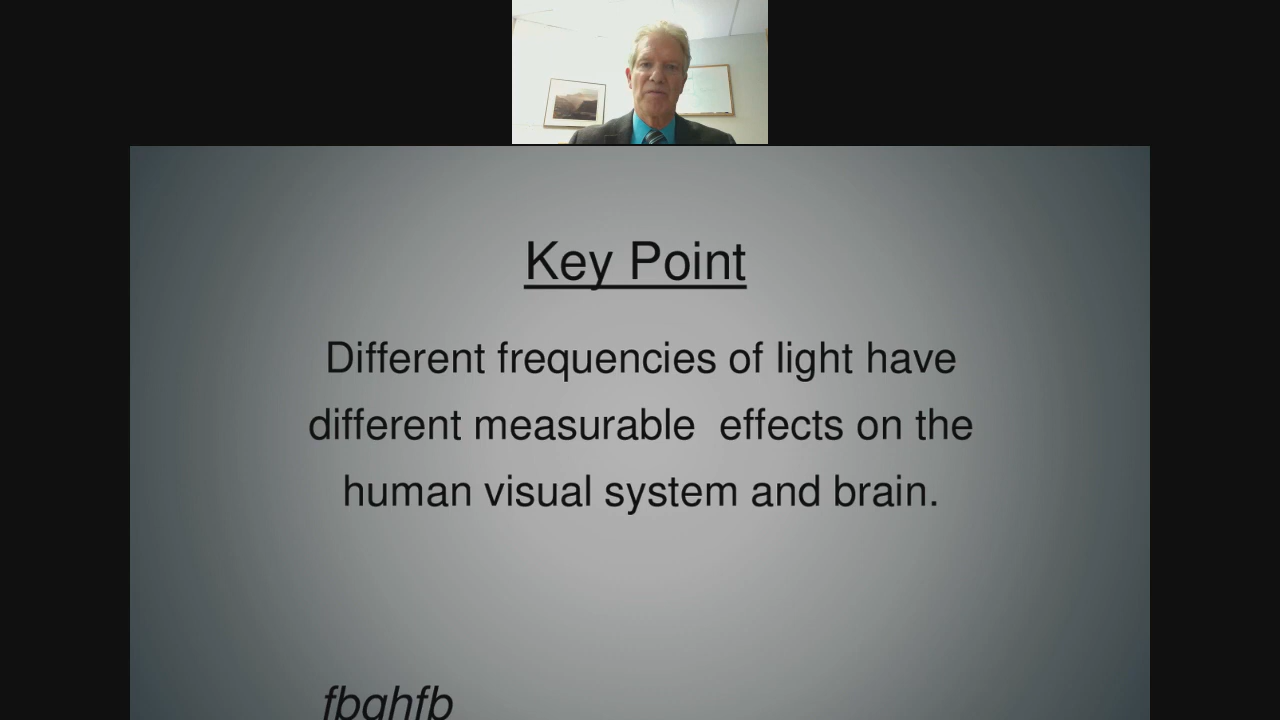 Key Point
Different frequencies of light have
different measurable  effects on the
human visual system and brain.
fbghfb